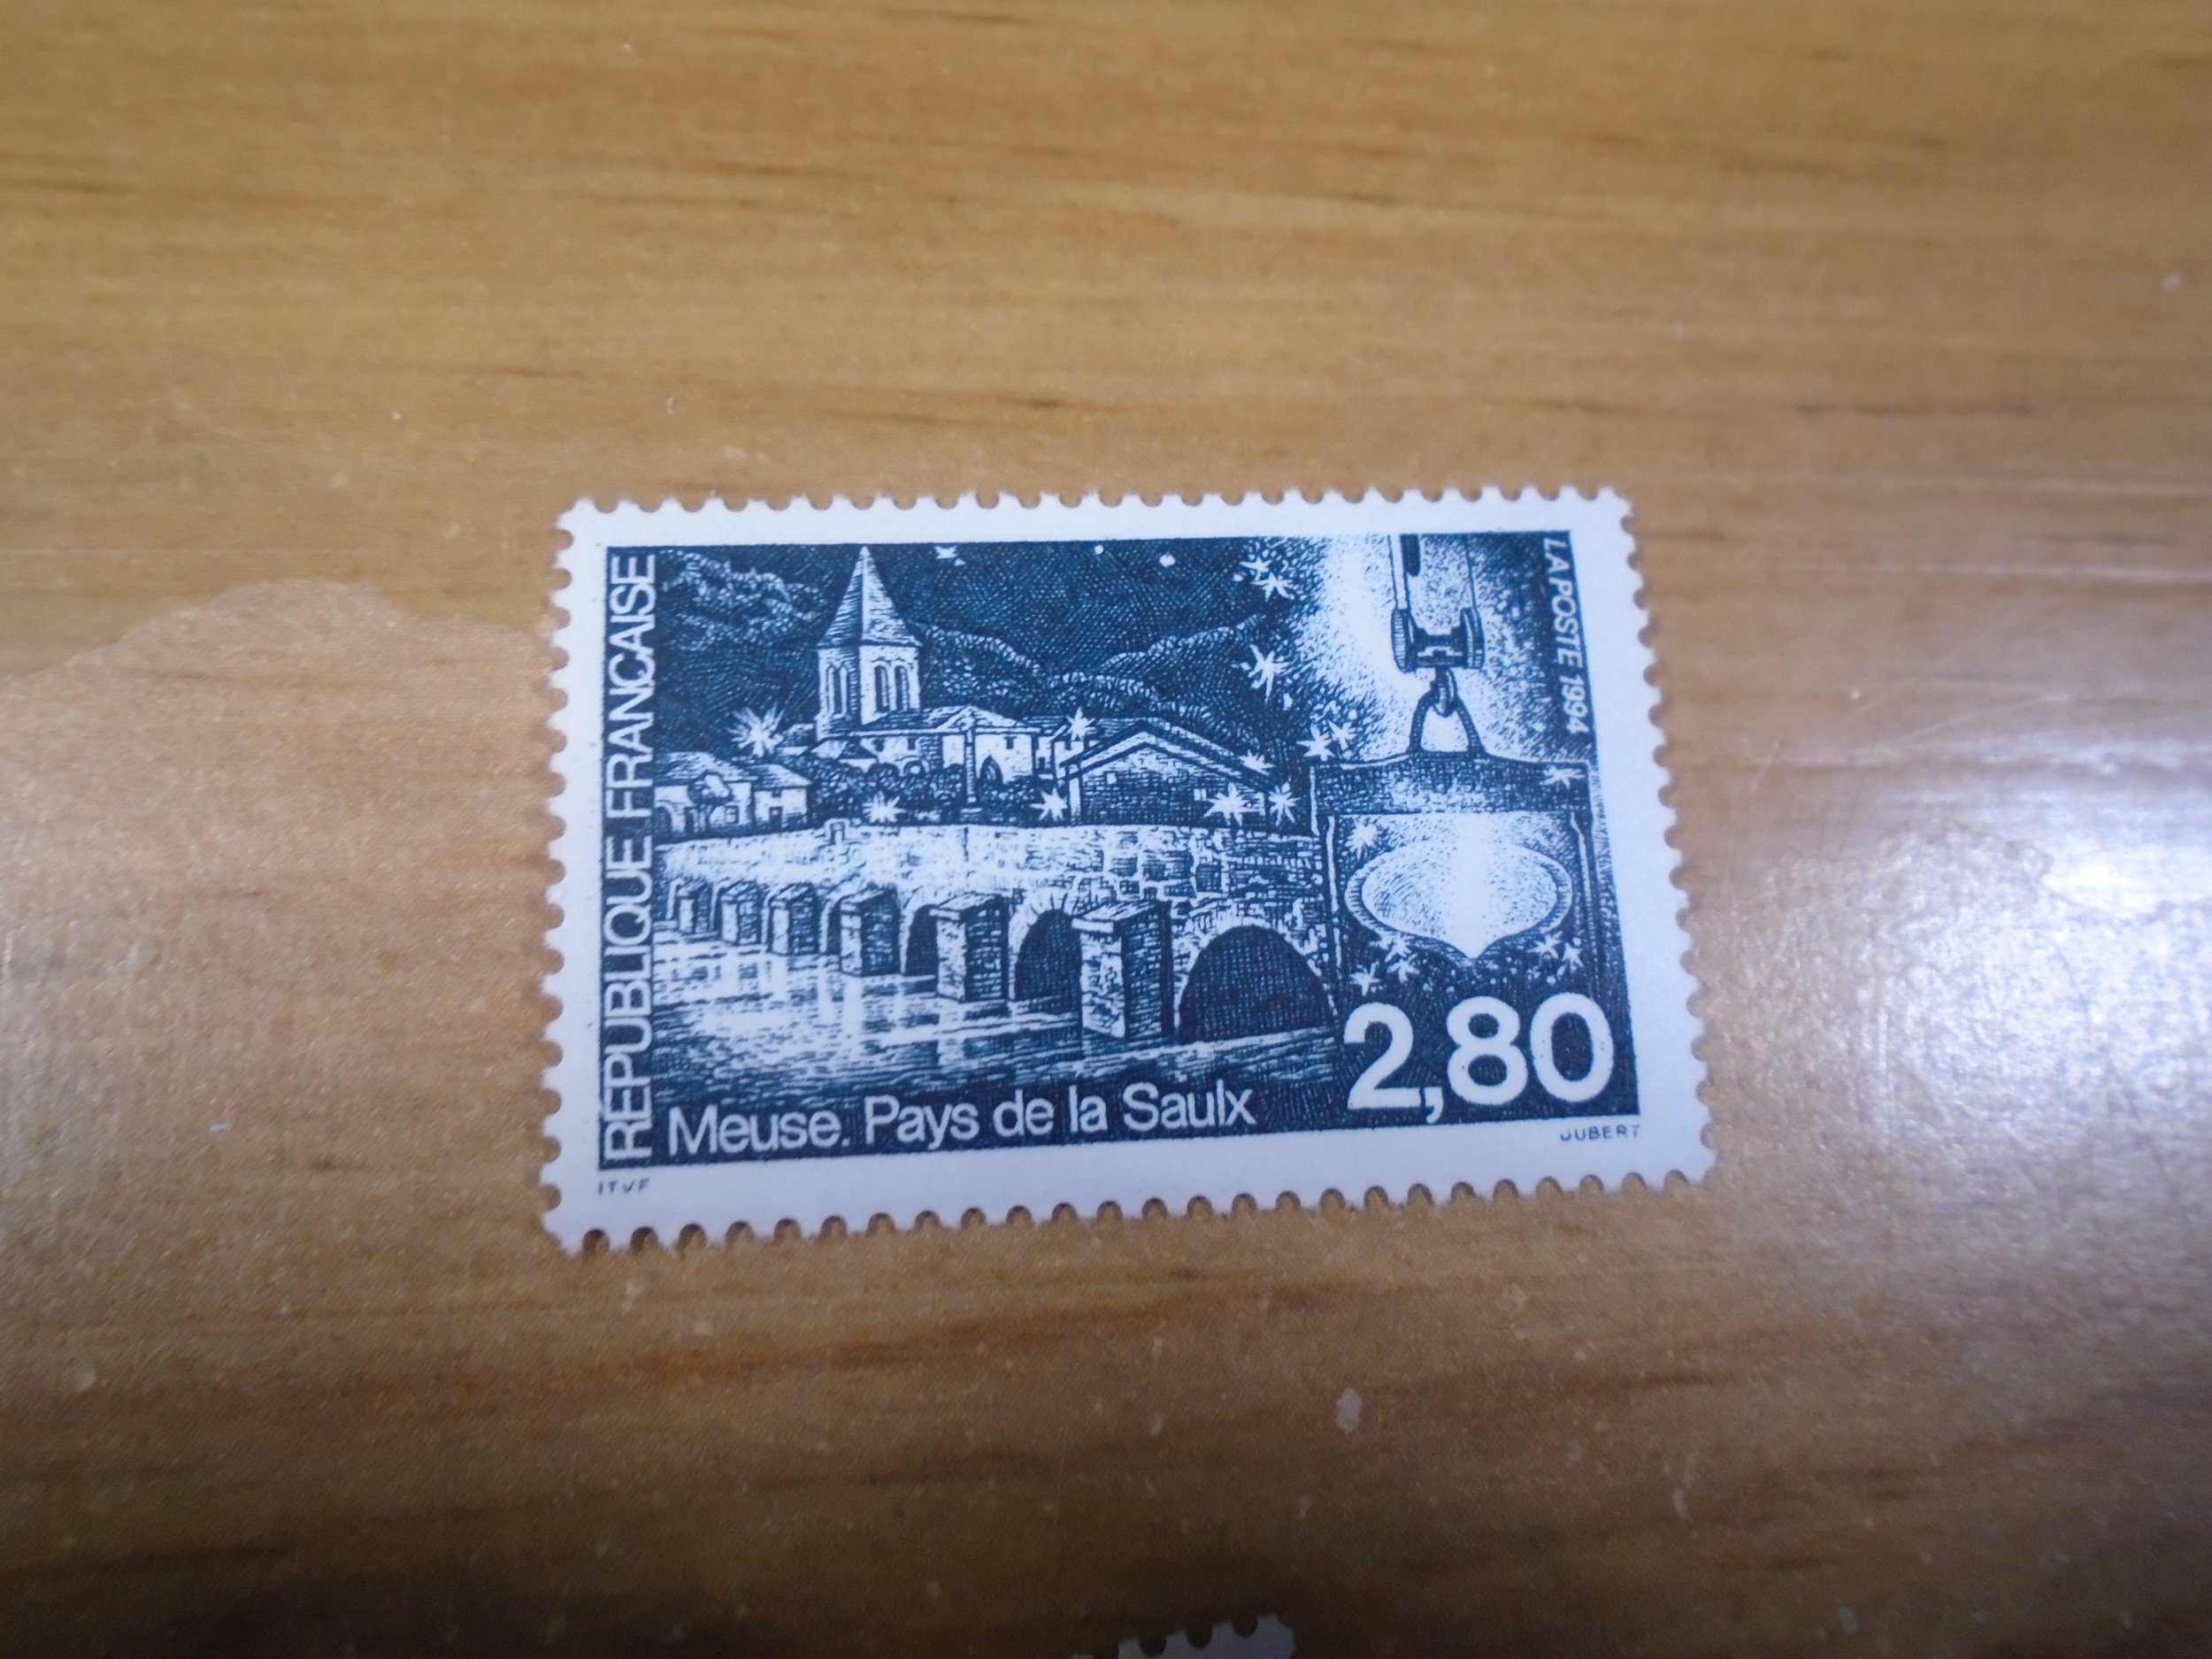 REPUBLIQUE FRANCAISE
LA POSTE 1994
2,80
Meuse. Pays de la Saulx
ITVF
JUBERT